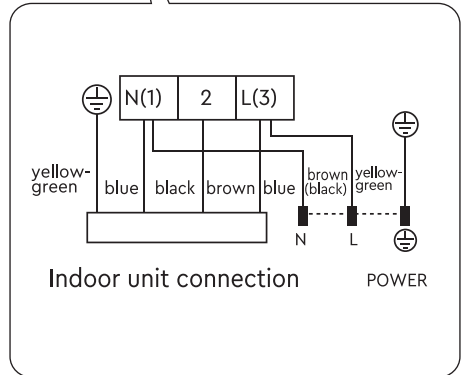 N(1) 2 L(3)
yellow-
green
blue
black
brown
blue
brown
(black)
yellow-
green
N
L
Indoor unit connection
POWER